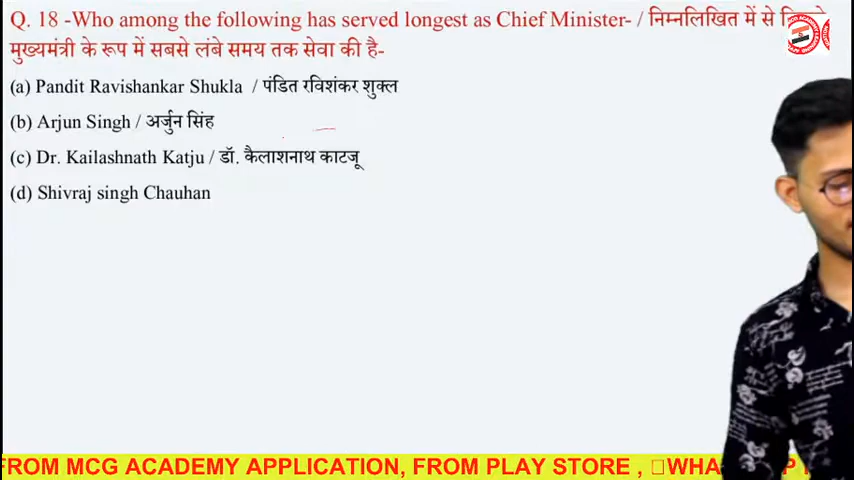 Q. 18 -Who among the following has served longest as Chief Minister- / निम्नलिखित में से
मुख्यमंत्री के रूप में सबसे लंबे समय तक सेवा की है-
(a) Pandit Ravishankar Shukla / पंडित रविशंकर शुक्ल
(b) Arjun Singh / अर्जुन सिंह
(c) Dr. Kailashnath Katju / डॉ. कैलाशनाथ काटजू
(d) Shivraj singh Chauhan
FROM MCG ACADEMY APPLICATION, FROM PLAY STORE ,